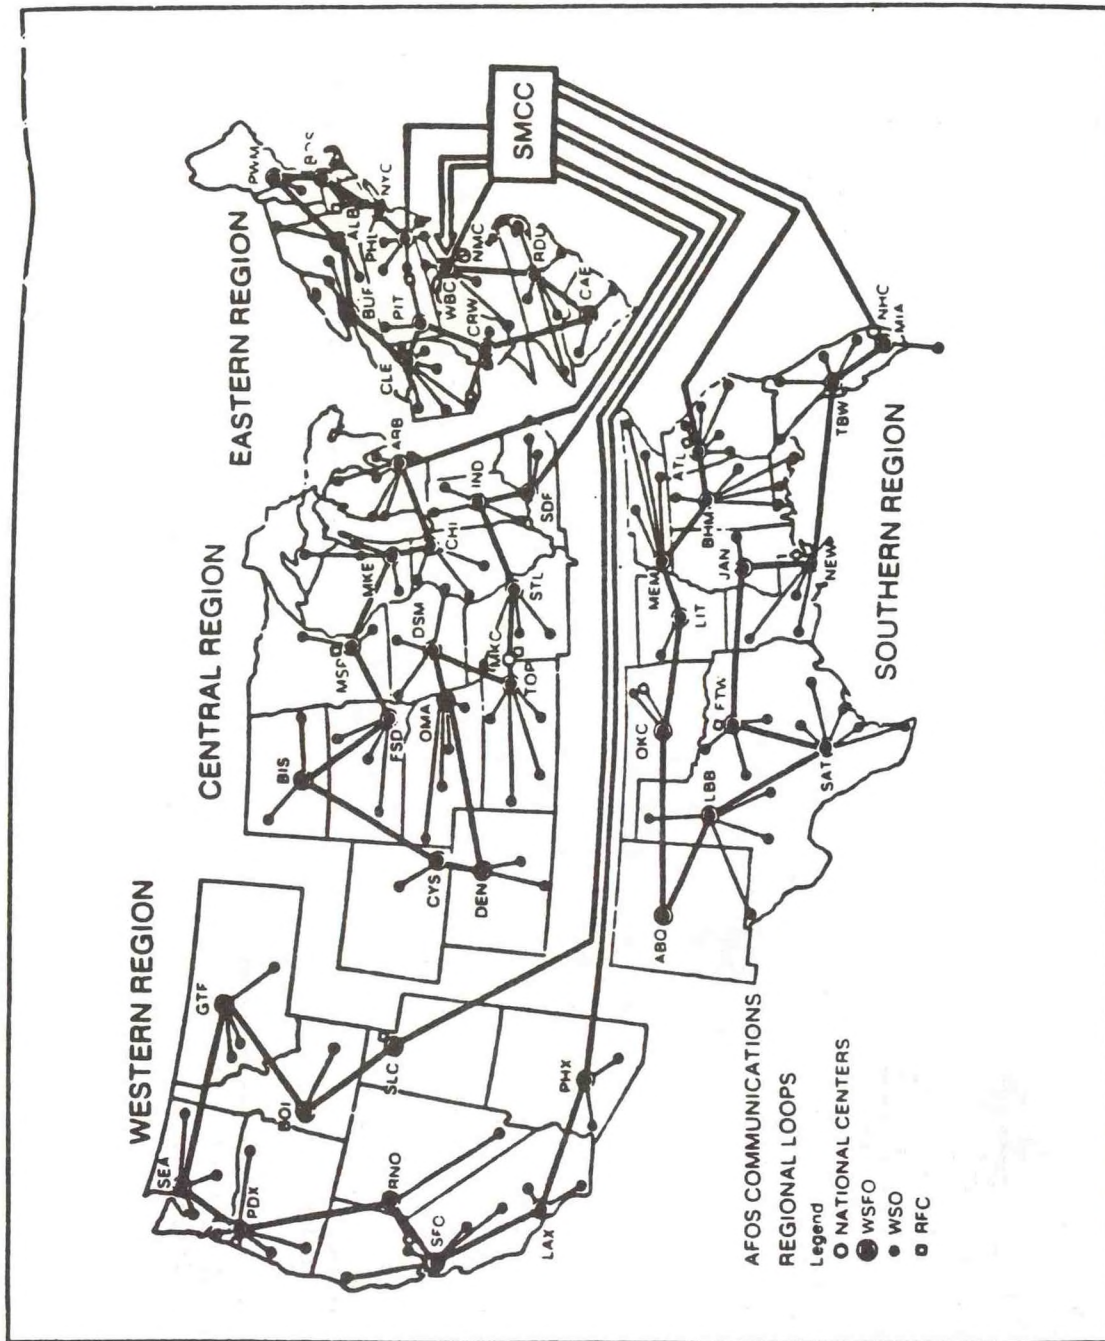 WESTERN REGION
SEA
GTF
PDX
BOI
RNO
SLC
SFO
LAX
PHX
CENTRAL REGION
BIS
MSP
FSD
MKE
ARB
DSM
OMA
CHI
CYS
DEN
MKC
TOP
IND
STL
SDF
EASTERN REGION
PWM
BUF
ALB
NYC
PHL
PIT
CLE
WBC
NMC
CRW
RDU
CAE
SMCC
SOUTHERN REGION
MEM
ATL
OKC
LIT
BHM
ABQ
LBB
FTW
JAN
NEW
TBW
NHC
MIA
SAT
AFOS COMMUNICATIONS
REGIONAL LOOPS
Legend
NATIONAL CENTERS
WSFO
WSO
RFC